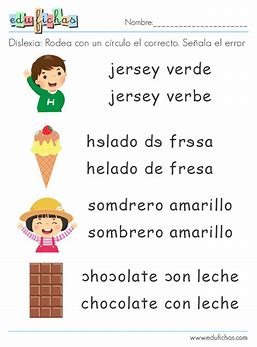 edufichas
Nombre:
Dislexia: Rodea con un círculo el correcto. Señala el error
jersey verde
jersey verbe
hɘlado dɘ frɘsa
helado de fresa
somdrero amarillo
sombrero amarillo
ɔhoɔolate ɔon leche
chocolate con leche
www.edufichas.com